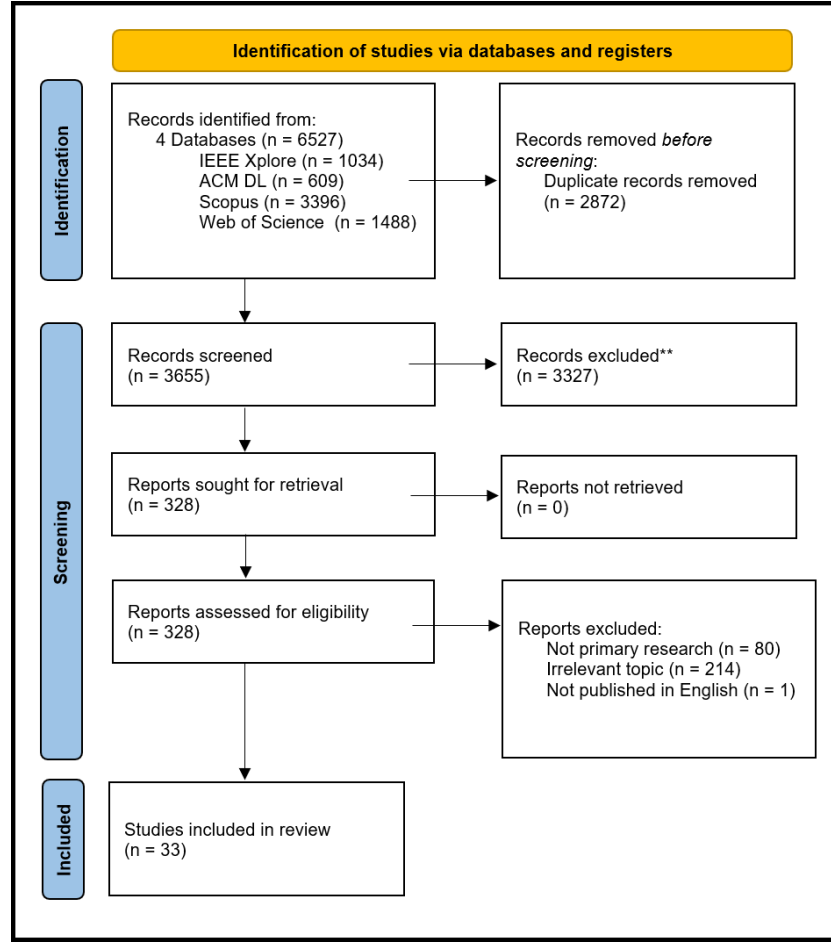 Identification of studies via databases and registers
Identification
Records identified from:
4 Databases (n = 6527)
IEEE Xplore (n = 1034)
ACM DL (n = 609)
Scopus (n = 3396)
Web of Science (n = 1488)
Records removed before
screening:
Duplicate records removed
(n = 2872)
Screening
Records screened
(n = 3655)
Records excluded**
(n = 3327)
Reports sought for retrieval
(n = 328)
Reports not retrieved
(n = 0)
Reports assessed for eligibility
(n = 328)
Reports excluded:
Not primary research (n = 80)
Irrelevant topic (n = 214)
Not published in English (n = 1)
Included
Studies included in review
(n = 33)